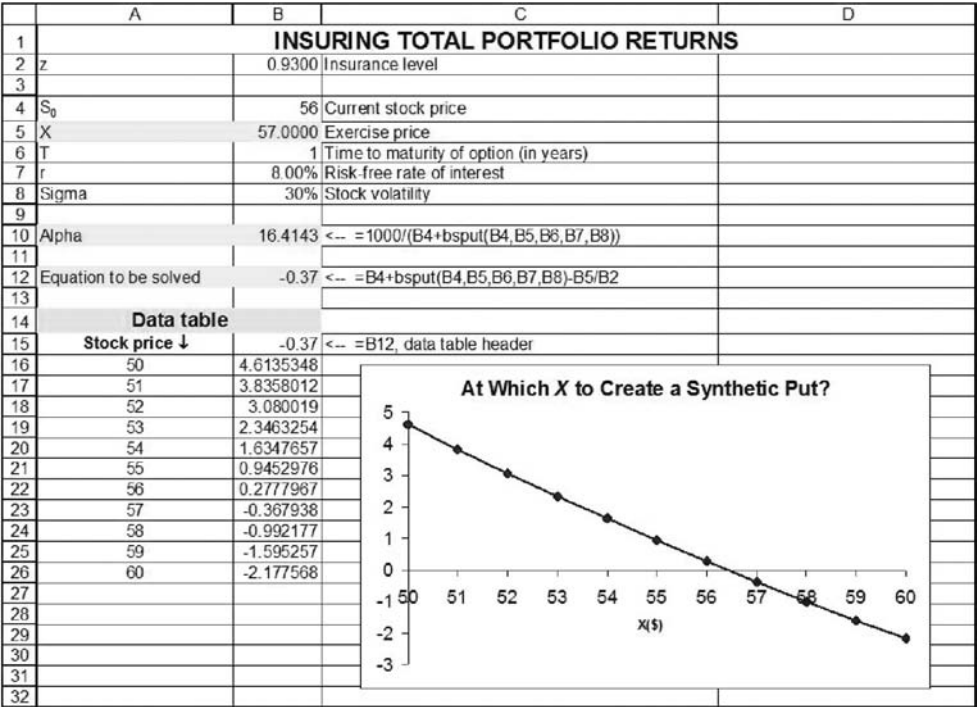 A B C D
1 INSURING TOTAL PORTFOLIO RETURNS
2 z 0.9300 Insurance level
3
4 S0 56 Current stock price
5 X 57.0000 Exercise price
6 T 1 Time to maturity of option (in years)
7 r 8.00% Risk-free rate of interest
8 Sigma 30% Stock volatility
9
10 Alpha 16.4143 <-- =1000/(B4+bsput(B4,B5,B6,B7,B8))
11
12 Equation to be solved -0.37 <-- =B4+bsput(B4,B5,B6,B7,B8)-B5/B2
13
14 Data table
15 Stock price ↓ -0.37 <-- =B12, data table header
16 50 4.6135348
17 51 3.8358012
18 52 3.080019
19 53 2.3463254
20 54 1.6347657
21 55 0.9452976
22 56 0.2777967
23 57 -0.367938
24 58 -0.992177
25 59 -1.595257
26 60 -2.177568
27
28
29
30
31
32
At Which X to Create a Synthetic Put?
5
4
3
2
1
0
-1
-2
-3
50 51 52 53 54 55 56 57 58 59 60
X($)